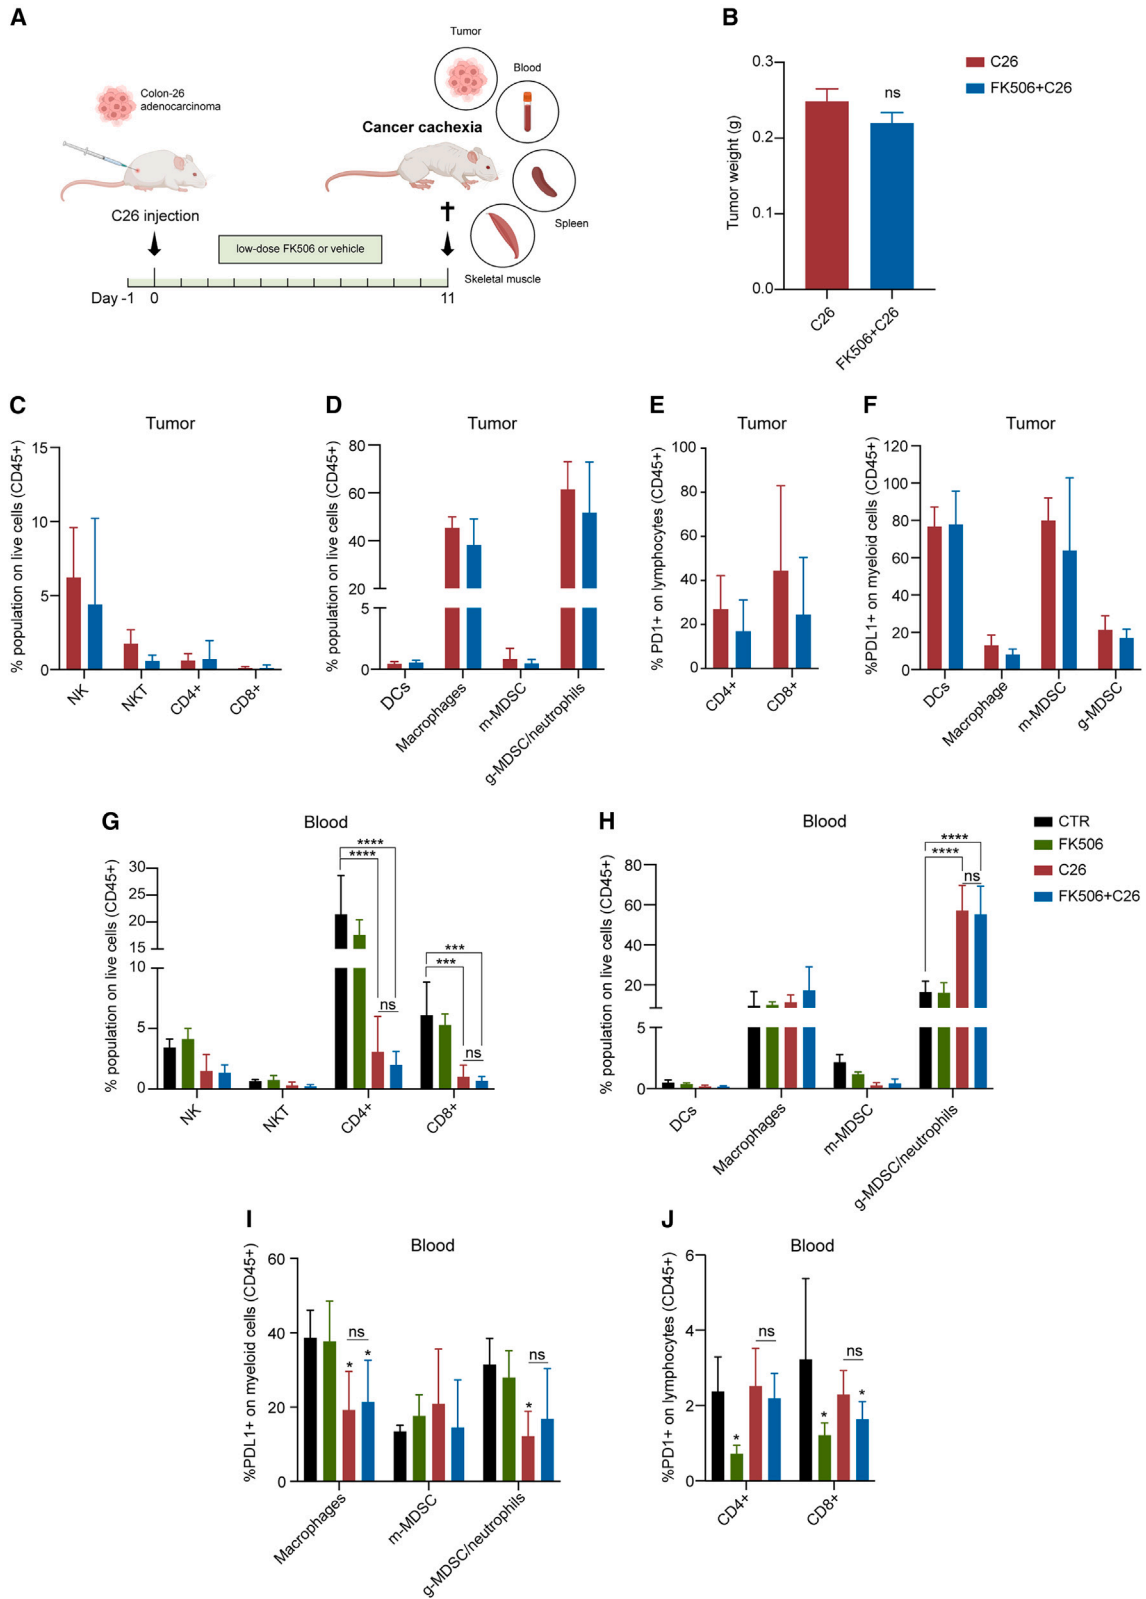 A
Tumor
Blood
Colon-26
adenocarcinoma
Cancer cachexia
C26 injection
Spleen
low-dose FK506 or vehicle
Skeletal muscle
Day -1 0 11
B
Tumor weight (g)
0.3
0.2
0.1
0.0
ns
C26
FK506+C26
C26
FK506+C26
C
Tumor
% population on live cells (CD45+)
15
10
5
0
NK
NKT
CD4+
CD8+
D
Tumor
% population on live cells (CD45+)
80
60
40
20
5
0
DCs
Macrophages
m-MDSC
g-MDSC/neutrophils
E
Tumor
% PD1+ on lymphocytes (CD45+)
100
80
60
40
20
0
CD4+
CD8+
F
Tumor
%PDL1+ on myeloid cells (CD45+)
120
100
80
60
40
20
0
DCs
Macrophage
m-MDSC
g-MDSC
G
Blood
% population on live cells (CD45+)
30
25
20
15
10
5
0
****
****
ns
***
***
ns
NK
NKT
CD4+
CD8+
H
Blood
% population on live cells (CD45+)
80
60
40
20
5
0
****
****
ns
DCs
Macrophages
m-MDSC
g-MDSC/neutrophils
CTR
FK506
C26
FK506+C26
I
Blood
%PDL1+ on myeloid cells (CD45+)
60
40
20
0
ns
* *
ns
*
Macrophages
m-MDSC
g-MDSC/neutrophils
J
Blood
%PD1+ on lymphocytes (CD45+)
6
4
2
0
ns
*
ns
* *
CD4+
CD8+